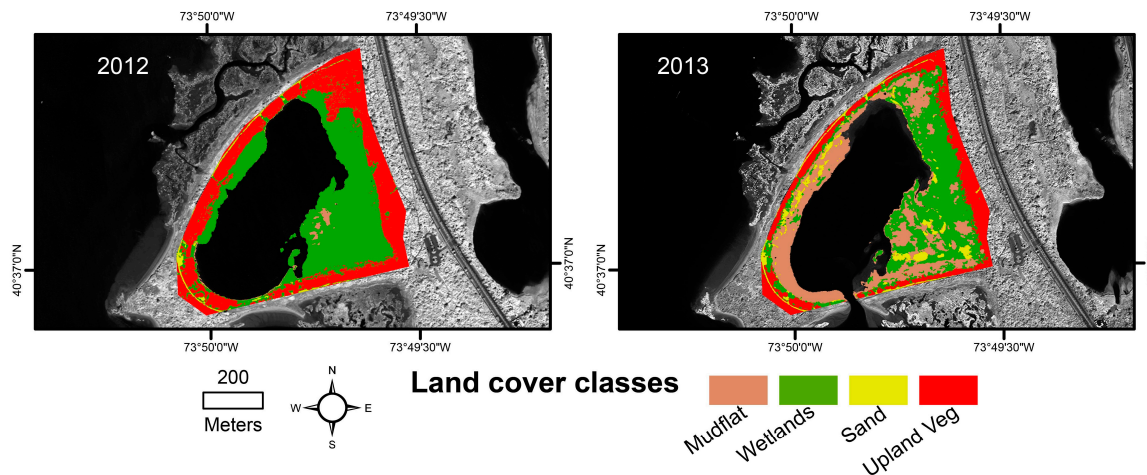 73°50'0"W
73°49'30"W
73°50'0"W
73°49'30"W
2012
2013
40°37'0"N
40°37'0"N
40°37'0"N
73°50'0"W
73°49'30"W
73°50'0"W
73°49'30"W
200
Meters
N
W
E
S
Land cover classes
Mudflat
Wetlands
Sand
Upland Veg